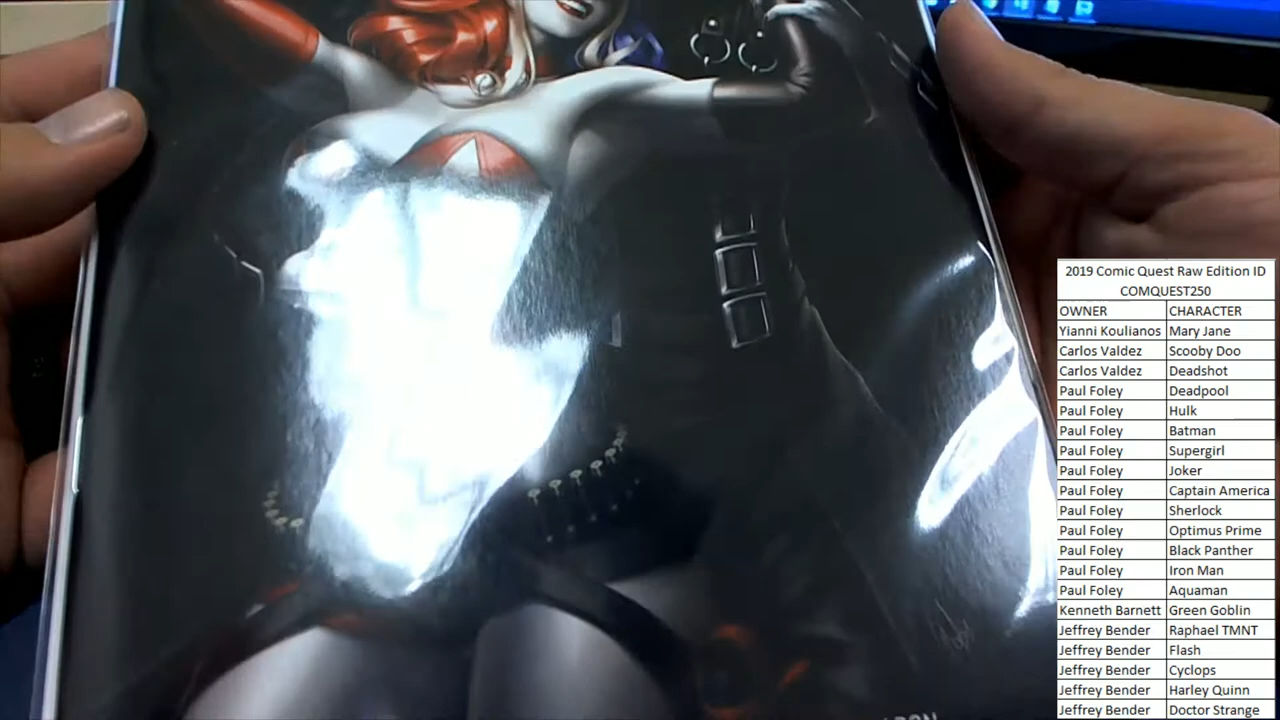 2019 Comic Quest Raw Edition ID
COMQUEST250
OWNER CHARACTER
Yianni Koulianos Mary Jane
Carlos Valdez Scooby Doo
Carlos Valdez Deadshot
Paul Foley Deadpool
Paul Foley Hulk
Paul Foley Batman
Paul Foley Supergirl
Paul Foley Joker
Paul Foley Captain America
Paul Foley Sherlock
Paul Foley Optimus Prime
Paul Foley Black Panther
Paul Foley Iron Man
Paul Foley Aquaman
Kenneth Barnett Green Goblin
Jeffrey Bender Raphael TMNT
Jeffrey Bender Flash
Jeffrey Bender Cyclops
Jeffrey Bender Harley Quinn
Jeffrey Bender Doctor Strange